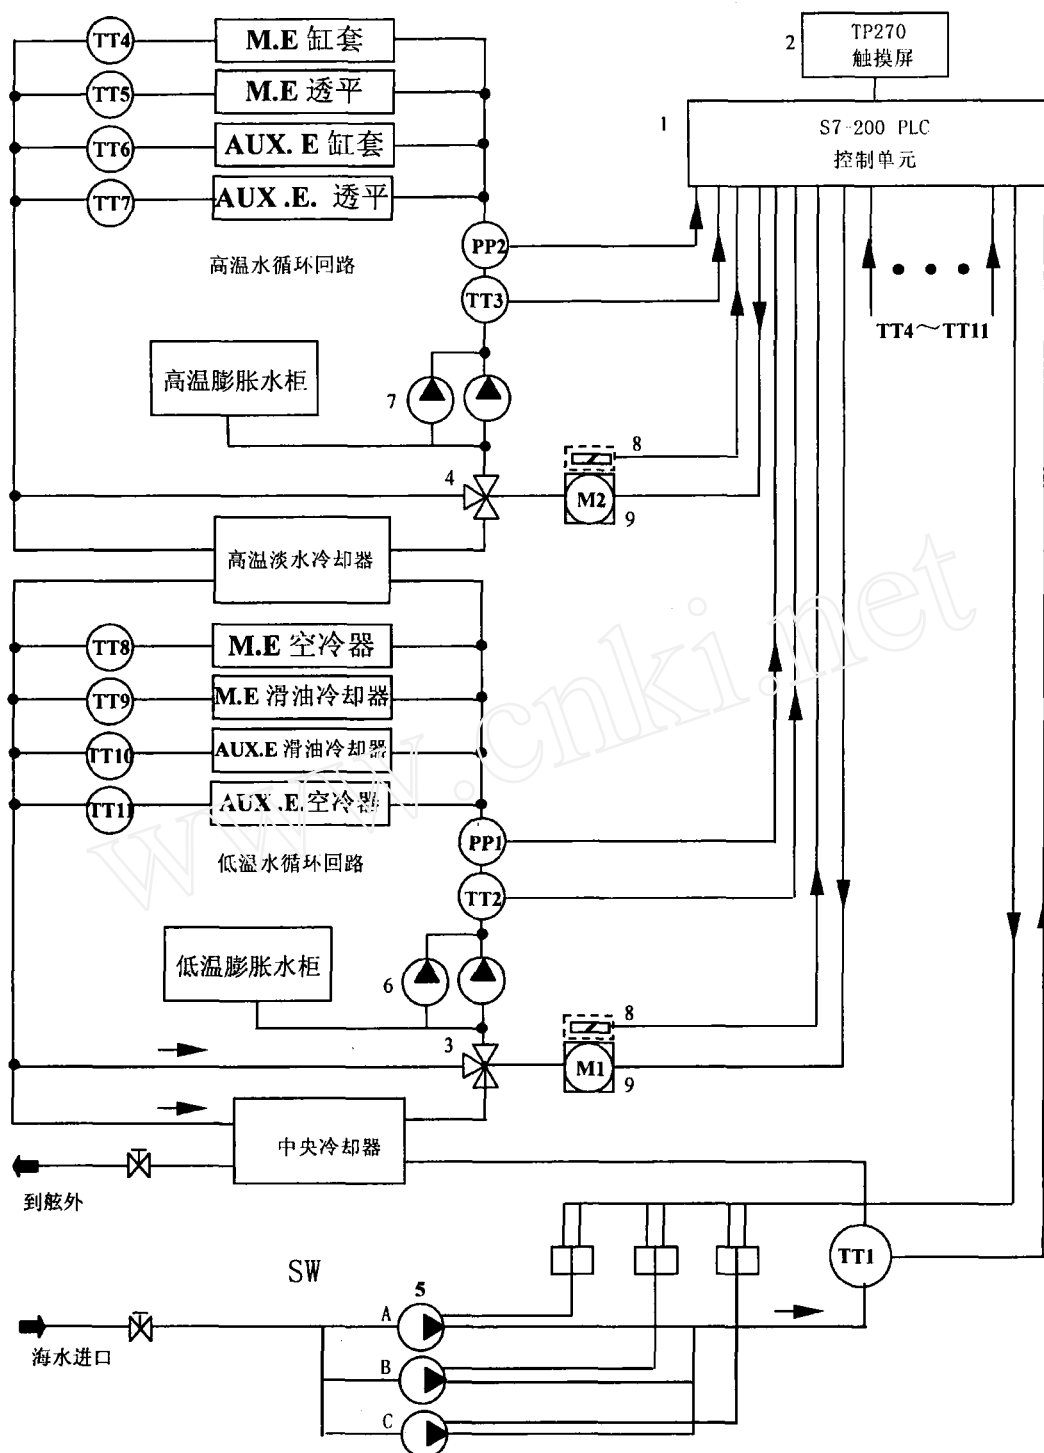 TT4
M.E 缸套
TT5
M.E 透平
TT6
AUX. E 缸套
TT7
AUX .E. 透平
高温水循环回路
PP2
TT3
2
TP270
触摸屏
1
S7-200 PLC
控制单元
TT4～TT11
高温膨胀水柜
7
8
4
M2
9
高温淡水冷却器
TT8
M.E 空冷器
TT9
M.E 滑油冷却器
TT10
AUX.E 滑油冷却器
TT11
AUX .E. 空冷器
低温水循环回路
PP1
TT2
低温膨胀水柜
6
8
3
M1
9
中央冷却器
到舷外
TT1
SW
5
A
海水进口
B
C
www.cnki.net